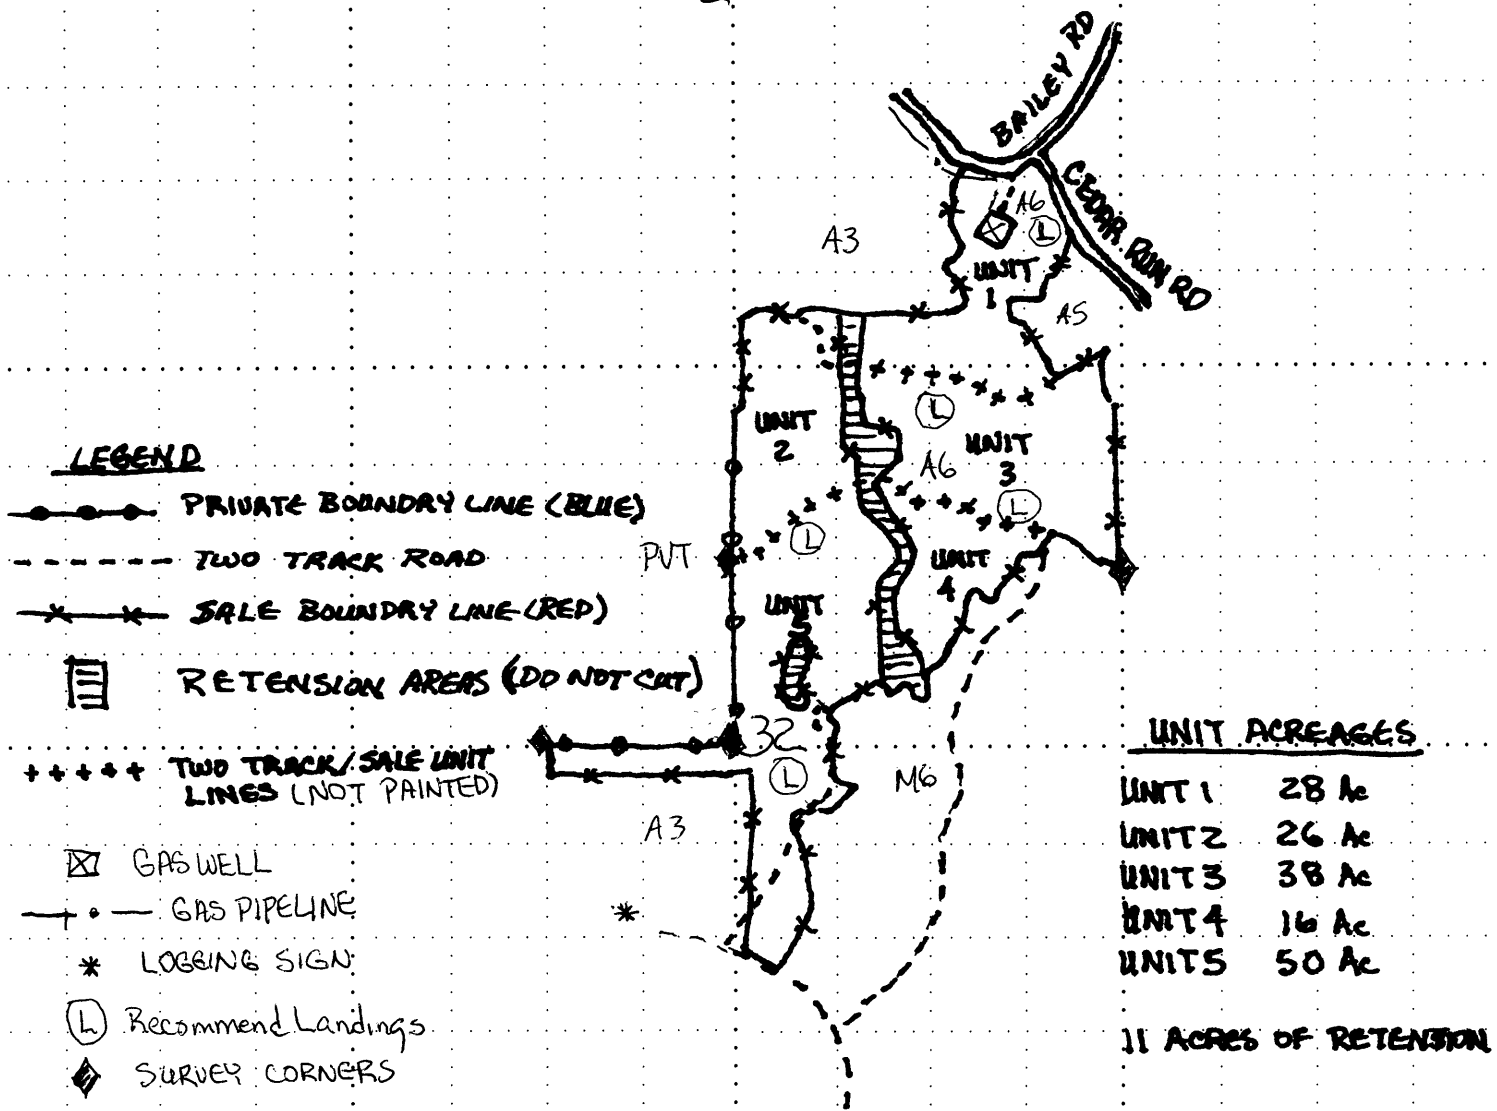 BAILEY RD
CEDAR RUN RD
A6
L
A3
UNIT
1
A5
L
UNIT
2
UNIT
3
A6
L
L
PVT
UNIT
4
UNIT
5
32
L
M6
A3
LEGEND
PRIVATE BOUNDRY LINE (BLUE)
TWO TRACK ROAD
SALE BOUNDRY LINE (RED)
RETENSION AREAS (DO NOT CUT)
TWO TRACK/SALE UNIT
LINES (NOT PAINTED)
GAS WELL
GAS PIPELINE
LOGGING SIGN
L Recommend Landings
SURVEY CORNERS
UNIT ACREAGES
UNIT 1 28 Ac
UNIT 2 26 Ac
UNIT 3 38 Ac
UNIT 4 16 Ac
UNIT 5 50 Ac
11 ACRES OF RETENTION